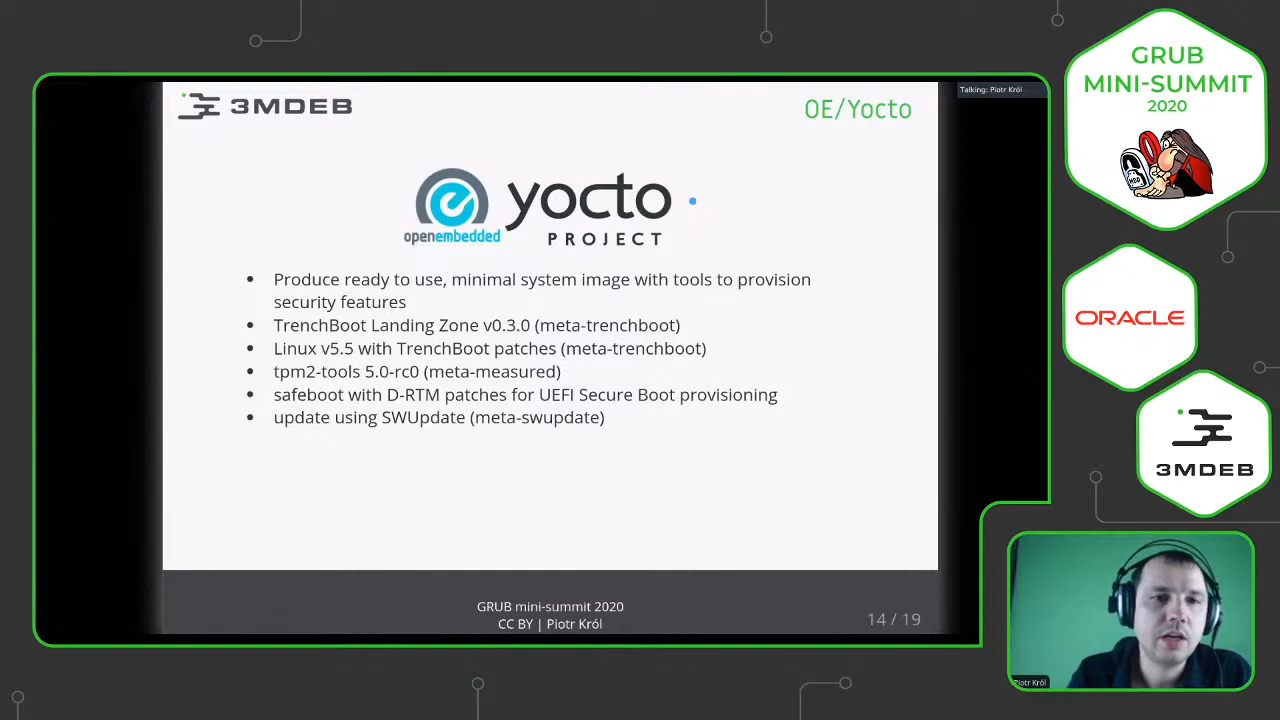 3MDEB
OE/Yocto
Talking: Piotr Król
openembedded
yocto
PROJECT
• Produce ready to use, minimal system image with tools to provision
security features
• TrenchBoot Landing Zone v0.3.0 (meta-trenchboot)
• Linux v5.5 with TrenchBoot patches (meta-trenchboot)
• tpm2-tools 5.0-rc0 (meta-measured)
• safeboot with D-RTM patches for UEFI Secure Boot provisioning
• update using SWUpdate (meta-swupdate)
GRUB mini-summit 2020
CC BY | Piotr Król
14 / 19
GRUB
MINI-SUMMIT
2020
ORACLE
3MDEB
Piotr Król